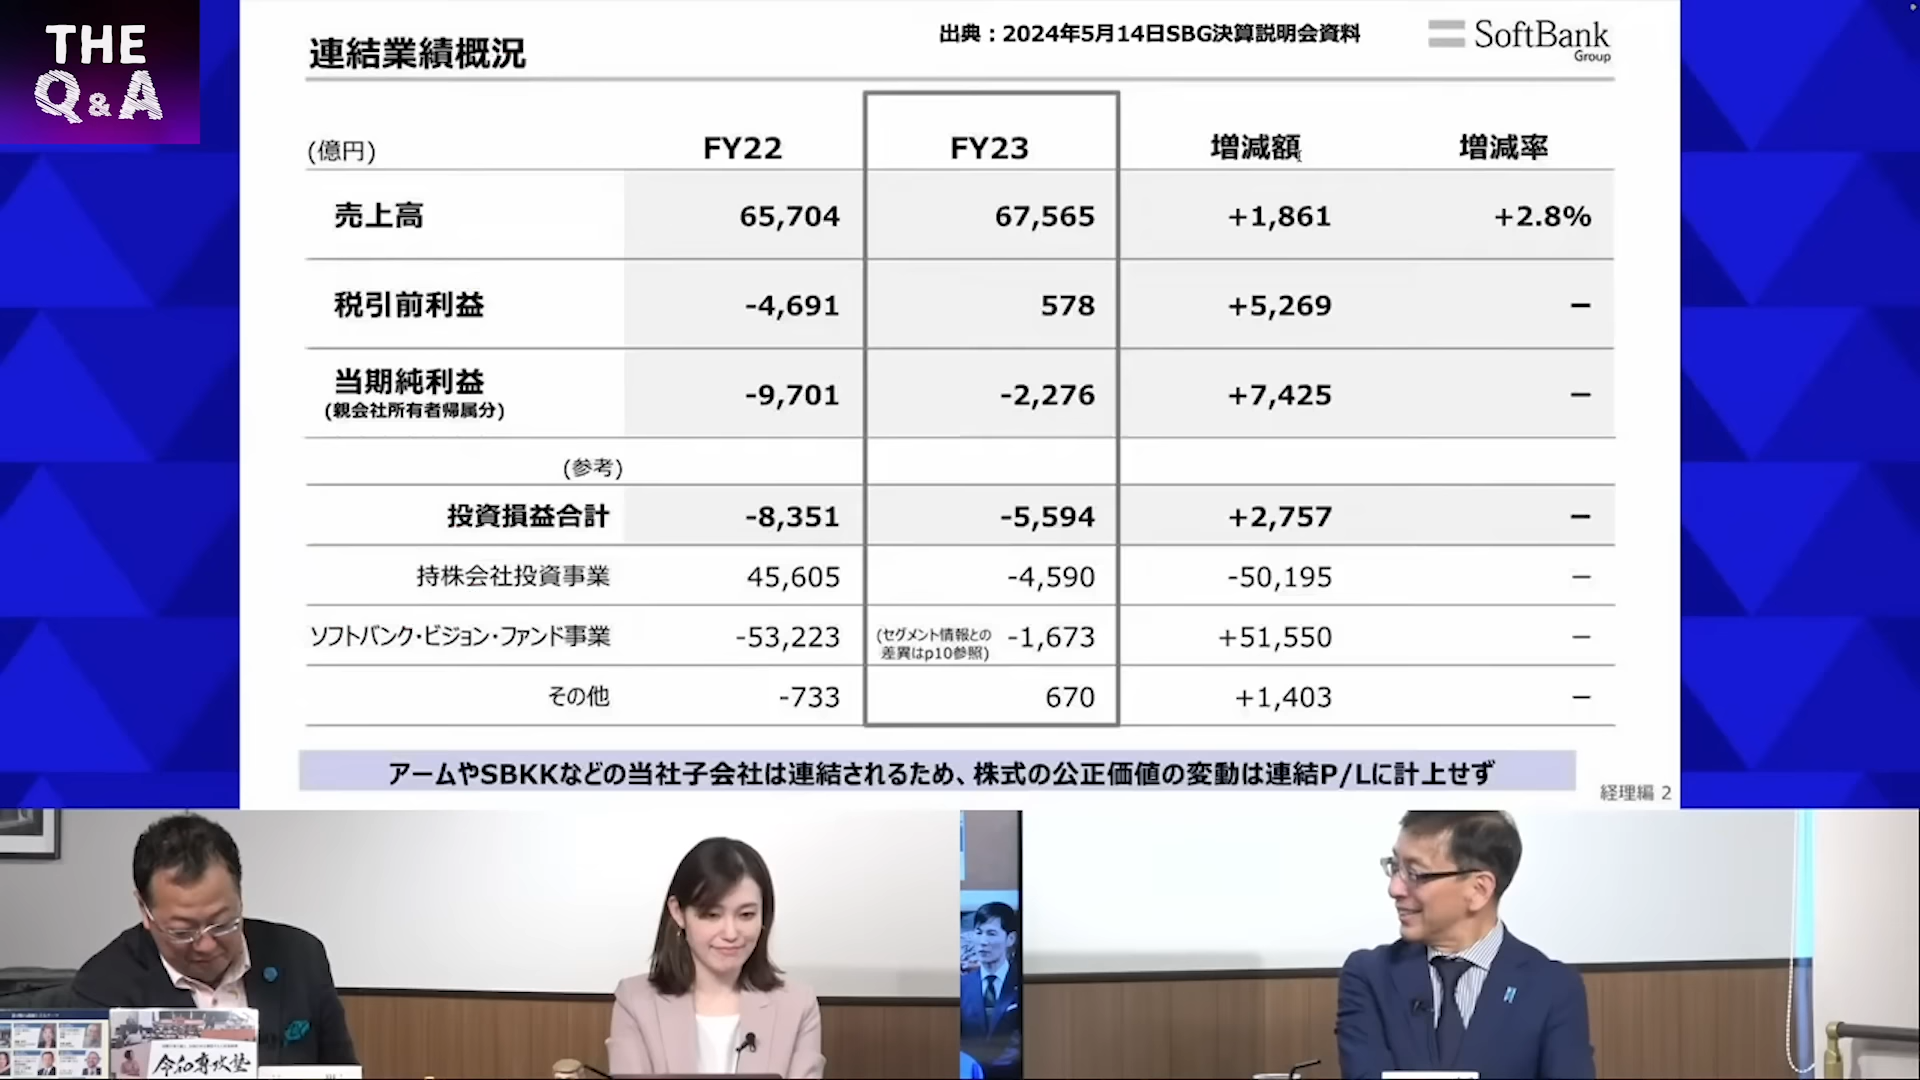 THE
Q&A
連結業績概況
出典：2024年5月14日SBG決算説明会資料
SoftBank
Group
(億円) FY22 FY23 増減額 増減率
売上高 65,704 67,565 +1,861 +2.8%
税引前利益 -4,691 578 +5,269 –
当期純利益
(親会社所有者帰属分) -9,701 -2,276 +7,425 –
(参考)
投資損益合計 -8,351 -5,594 +2,757 –
持株会社投資事業 45,605 -4,590 -50,195 –
ソフトバンク・ビジョン・ファンド事業 -53,223 (セグメント情報との
差異はp10参照) -1,673 +51,550 –
その他 -733 670 +1,403 –
アームやSBKKなどの当社子会社は連結されるため、株式の公正価値の変動は連結P/Lに計上せず
経理編 2
令和専攻塾